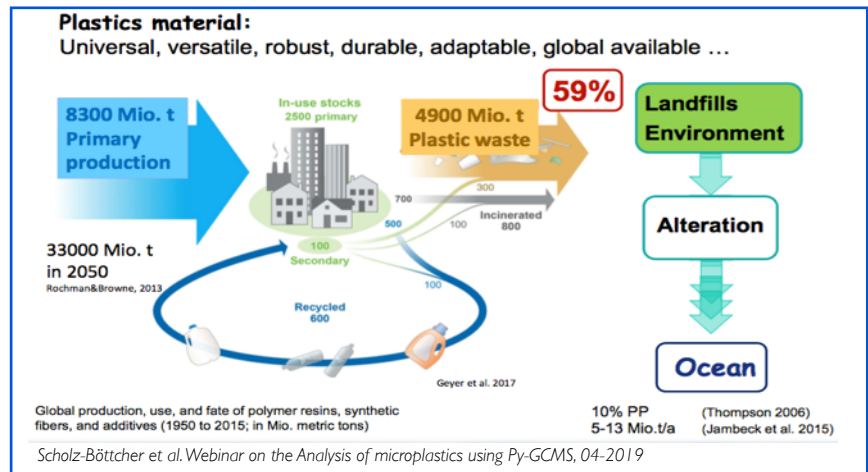 Plastics material:
Universal, versatile, robust, durable, adaptable, global available ...
8300 Mio. t
Primary
production
In-use stocks
2500 primary
4900 Mio. t
Plastic waste
59%
Landfills
Environment
300
700
Incinerated
800
100
500
100
Secondary
100
Alteration
33000 Mio. t
in 2050
Rochman&Browne, 2013
Recycled
600
Geyer et al. 2017
Ocean
Global production, use, and fate of polymer resins, synthetic
fibers, and additives (1950 to 2015; in Mio. metric tons)
10% PP (Thompson 2006)
5-13 Mio.t/a (Jambeck et al. 2015)
Scholz-Böttcher et al. Webinar on the Analysis of microplastics using Py-GCMS, 04-2019